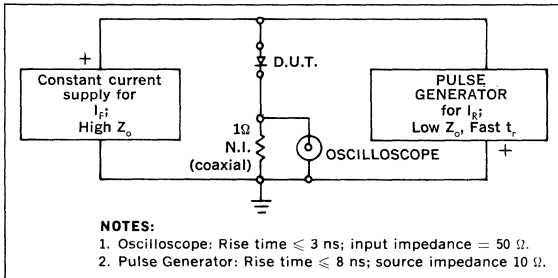 +
D.U.T.
Constant current
supply for
I_F;
High Z_o
PULSE
GENERATOR
for I_R;
Low Z_o, Fast t_r
+
1Ω
N.I.
(coaxial)
OSCILLOSCOPE
NOTES:
1. Oscilloscope: Rise time ⩽ 3 ns; input impedance = 50 Ω.
2. Pulse Generator: Rise time ⩽ 8 ns; source impedance 10 Ω.